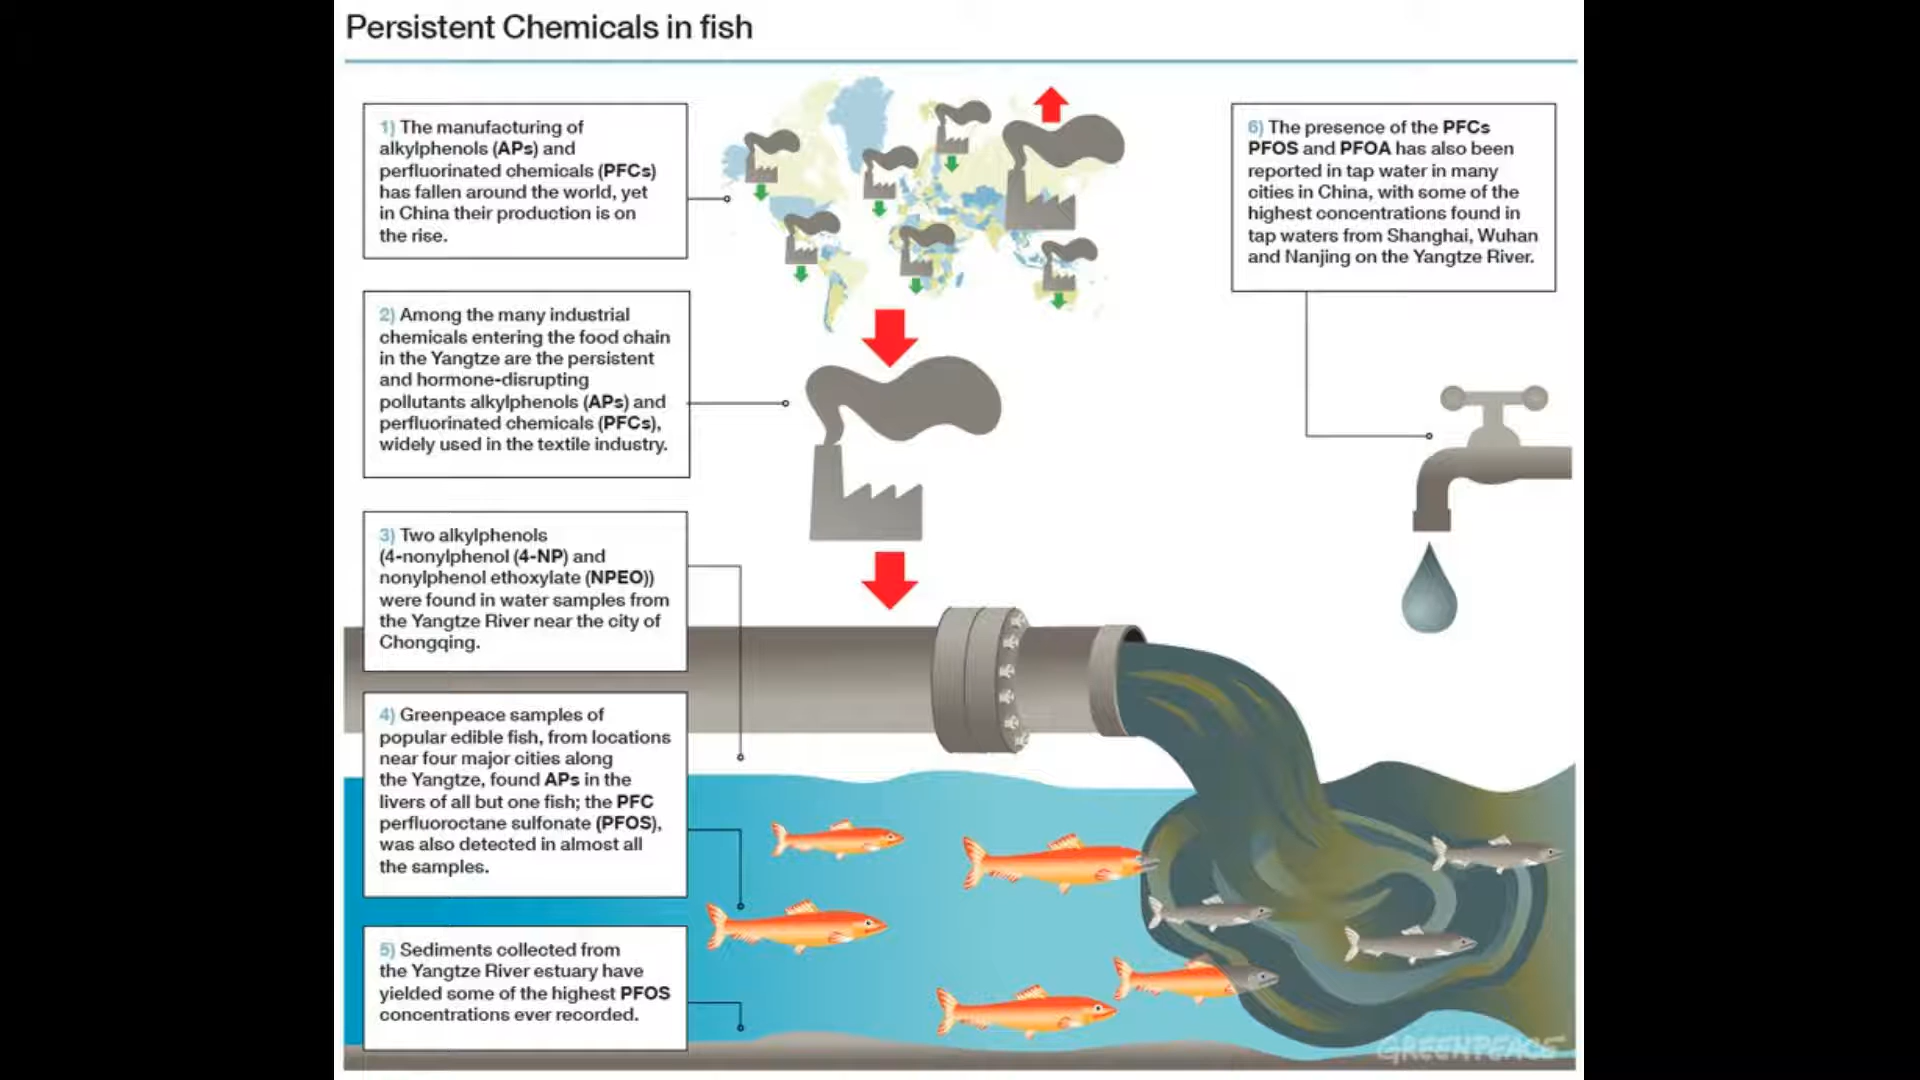 Persistent Chemicals in fish
1) The manufacturing of
alkylphenols (APs) and
perfluorinated chemicals (PFCs)
has fallen around the world, yet
in China their production is on
the rise.
2) Among the many industrial
chemicals entering the food chain
in the Yangtze are the persistent
and hormone-disrupting
pollutants alkylphenols (APs) and
perfluorinated chemicals (PFCs),
widely used in the textile industry.
3) Two alkylphenols
(4-nonylphenol (4-NP) and
nonylphenol ethoxylate (NPEO))
were found in water samples from
the Yangtze River near the city of
Chongqing.
4) Greenpeace samples of
popular edible fish, from locations
near four major cities along
the Yangtze, found APs in the
livers of all but one fish; the PFC
perfluoroctane sulfonate (PFOS),
was also detected in almost all
the samples.
5) Sediments collected from
the Yangtze River estuary have
yielded some of the highest PFOS
concentrations ever recorded.
6) The presence of the PFCs
PFOS and PFOA has also been
reported in tap water in many
cities in China, with some of the
highest concentrations found in
tap waters from Shanghai, Wuhan
and Nanjing on the Yangtze River.
GREENPEACE